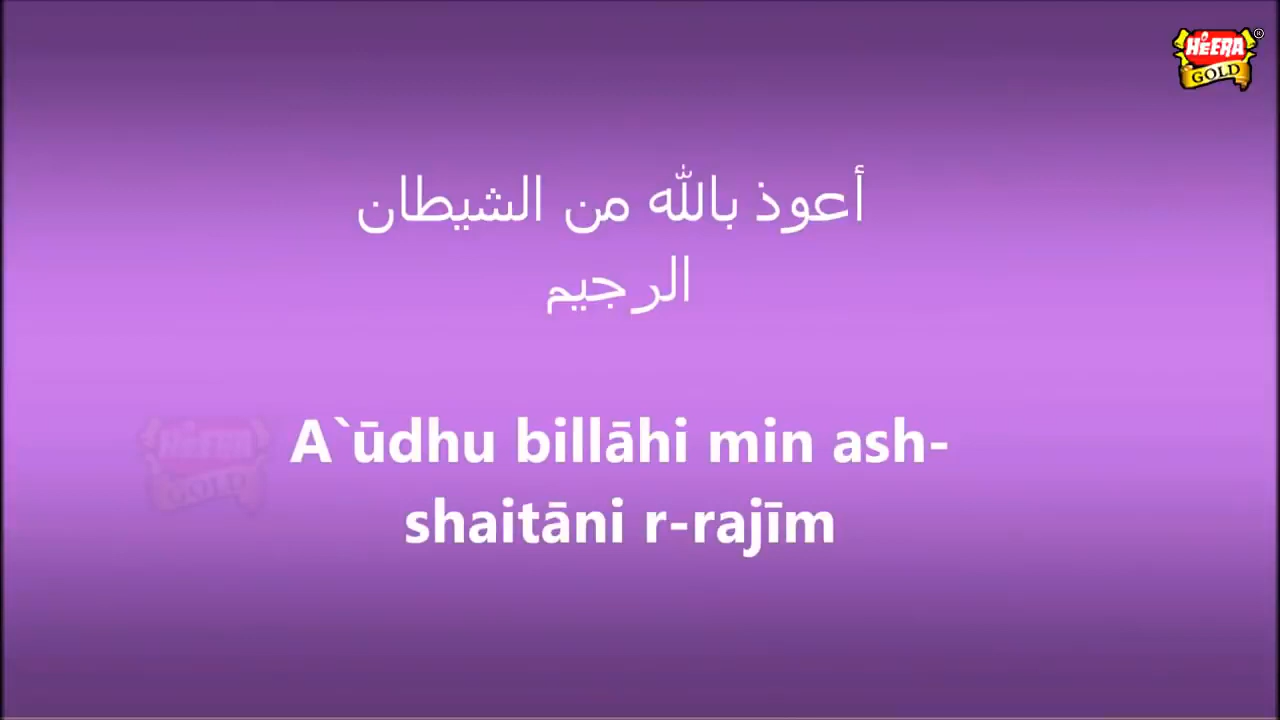 HEERA
GOLD
®
أعوذ بالله من الشيطان
الرجيم
A`ūdhu billāhi min ash-
shaitāni r-rajīm
HEERA
GOLD